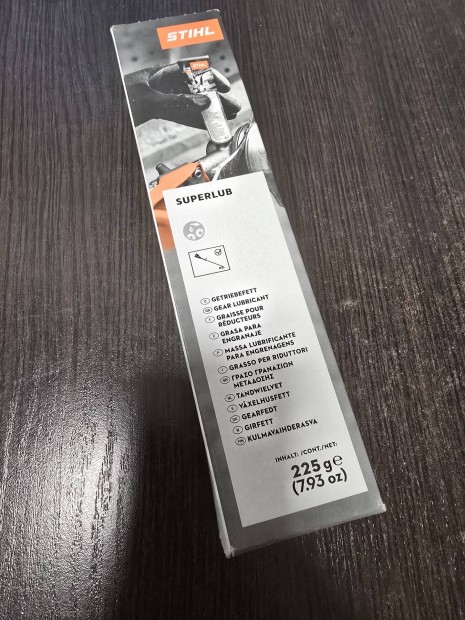 STIHL
STIHL
SUPERLUB
GETRIEBEFETT
GEAR LUBRICANT
GRAISSE POUR
RÉDUCTEURS
GRASA PARA
ENGRANAJE
MASSA LUBRIFICANTE
PARA ENGRENAGENS
GRASSO PER RIDUTTORI
ΓΡΑΣΟ ΓΡΑΝΑΖΙΩΝ
ΜΕΤΑΔΟΣΗΣ
TANDWIELVET
VÄXELHUSFETT
GEARFEDT
GIRFETT
KULMAVAIHDERASVA
INHALT: /CONT./NET:
225 g℮
(7.93 oz)